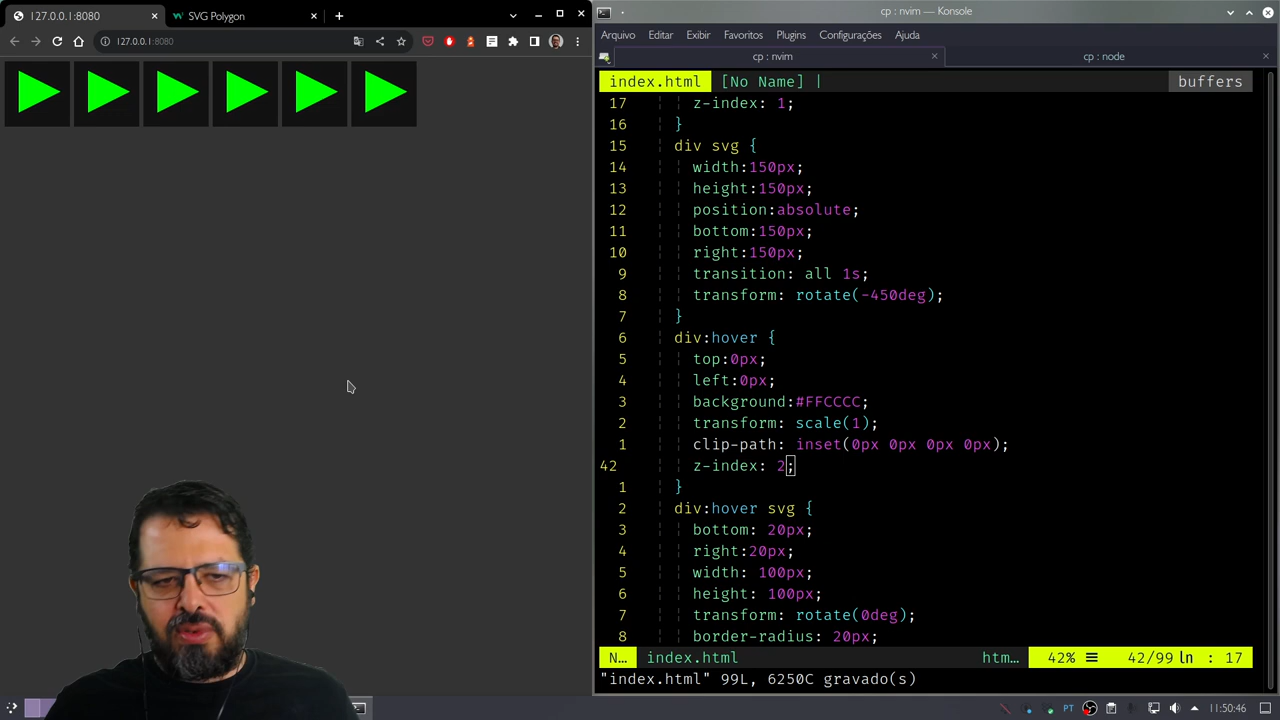 127.0.0.1:8080
SVG Polygon
cp : nvim — Konsole
127.0.0.1:8080
Arquivo Editar Exibir Favoritos Plugins Configurações Ajuda
cp : nvim
cp : node
index.html [No Name] | buffers
17 z-index: 1;
16 }
15 div svg {
14 width:150px;
13 height:150px;
12 position:absolute;
11 bottom:150px;
10 right:150px;
9 transition: all 1s;
8 transform: rotate(-450deg);
7 }
6 div:hover {
5 top:0px;
4 left:0px;
3 background:#FFCCCC;
2 transform: scale(1);
1 clip-path: inset(0px 0px 0px 0px);
42 z-index: 2;
1 }
2 div:hover svg {
3 bottom: 20px;
4 right:20px;
5 width: 100px;
6 height: 100px;
7 transform: rotate(0deg);
8 border-radius: 20px;
N… index.html htm… 42% ☰ 42/99 ln : 17
"index.html" 99L, 6250C gravado(s)
PT 11:50:46